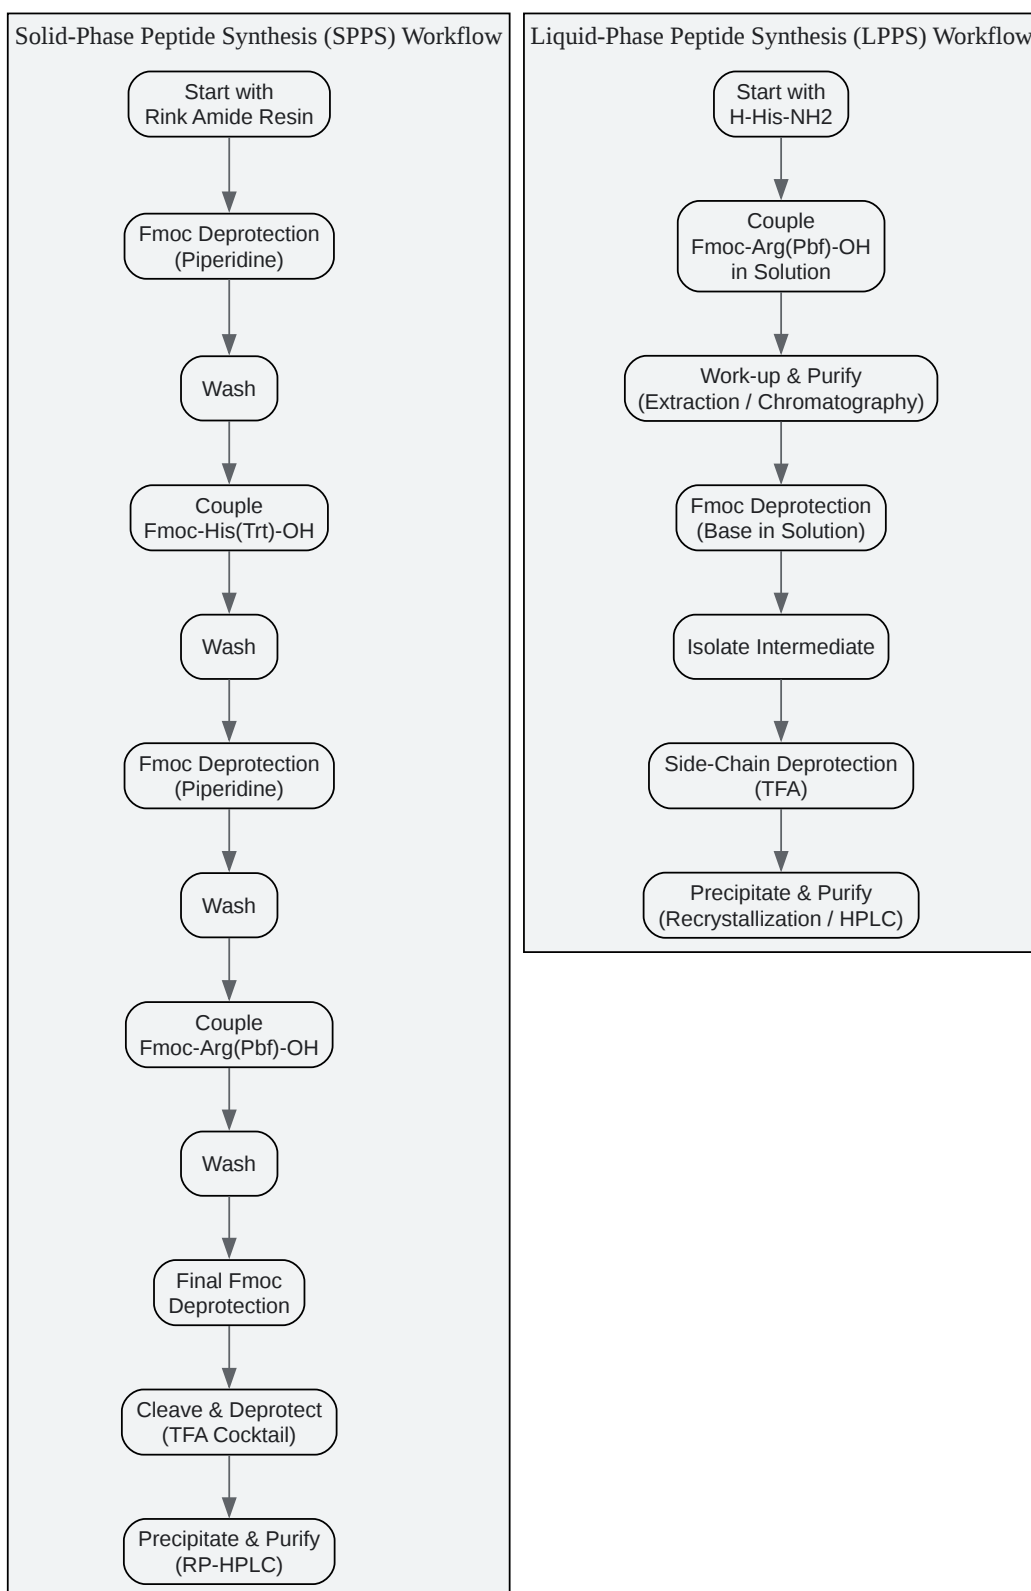 Solid-Phase Peptide Synthesis (SPPS) Workflow
Start with
Rink Amide Resin
Fmoc Deprotection
(Piperidine)
Wash
Couple
Fmoc-His(Trt)-OH
Wash
Fmoc Deprotection
(Piperidine)
Wash
Couple
Fmoc-Arg(Pbf)-OH
Wash
Final Fmoc
Deprotection
Cleave & Deprotect
(TFA Cocktail)
Precipitate & Purify
(RP-HPLC)
Liquid-Phase Peptide Synthesis (LPPS) Workflow
Start with
H-His-NH2
Couple
Fmoc-Arg(Pbf)-OH
in Solution
Work-up & Purify
(Extraction / Chromatography)
Fmoc Deprotection
(Base in Solution)
Isolate Intermediate
Side-Chain Deprotection
(TFA)
Precipitate & Purify
(Recrystallization / HPLC)